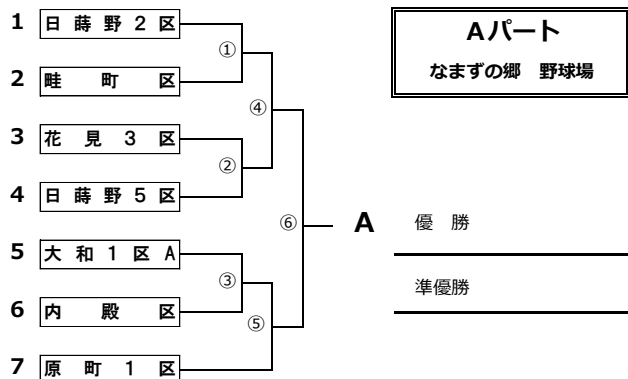 1 日蒔野2区
Aパート
なまずの郷 野球場
①
2 畦町区
④
3 花見3区
②
4 日蒔野5区
⑥
A 優 勝
5 大和1区A
③
準優勝
6 内殿区
⑤
7 原町1区